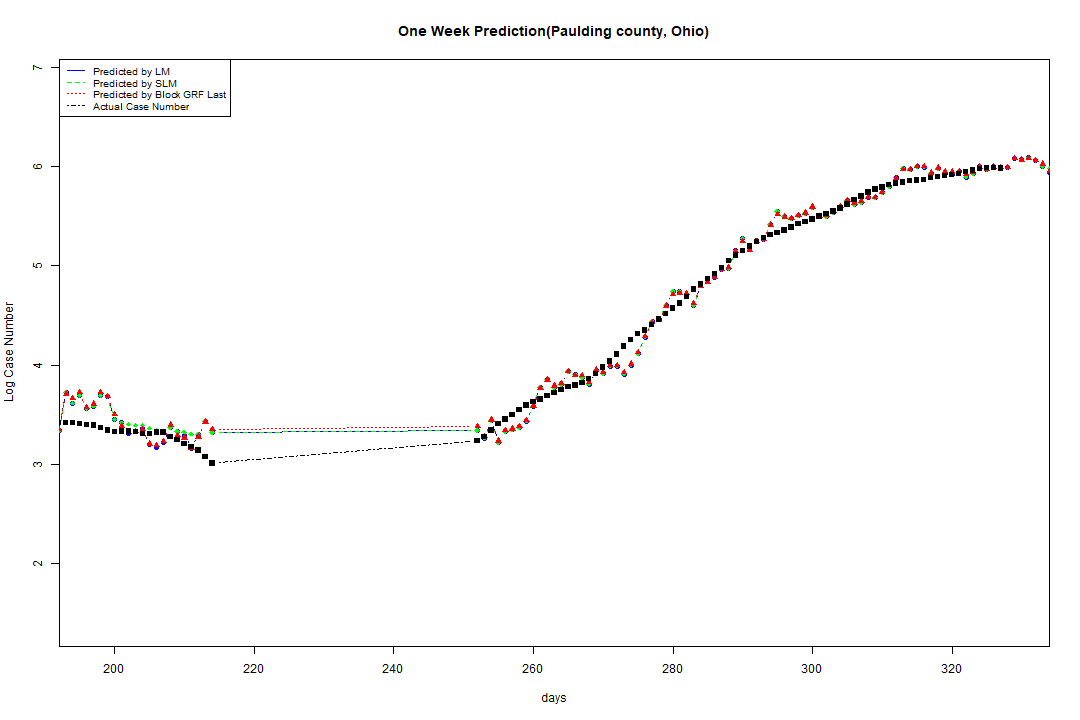 One Week Prediction(Paulding county, Ohio)
Predicted by LM
Predicted by SLM
Predicted by Block GRF Last
Actual Case Number
7
6
5
4
3
2
Log Case Number
200 220 240 260 280 300 320
days